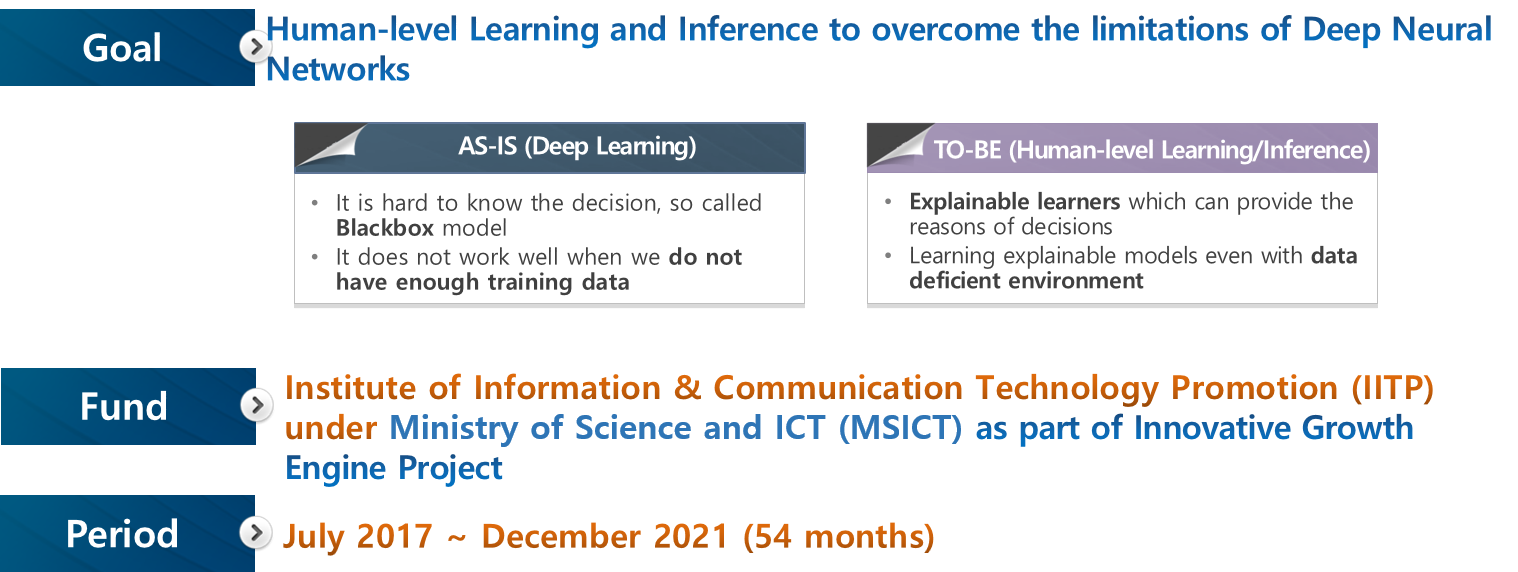 Goal
Human-level Learning and Inference to overcome the limitations of Deep Neural
Networks
AS-IS (Deep Learning)
• It is hard to know the decision, so called
Blackbox model
• It does not work well when we do not
have enough training data
TO-BE (Human-level Learning/Inference)
• Explainable learners which can provide the
reasons of decisions
• Learning explainable models even with data
deficient environment
Fund
Institute of Information & Communication Technology Promotion (IITP)
under Ministry of Science and ICT (MSICT) as part of Innovative Growth
Engine Project
Period
July 2017 ~ December 2021 (54 months)